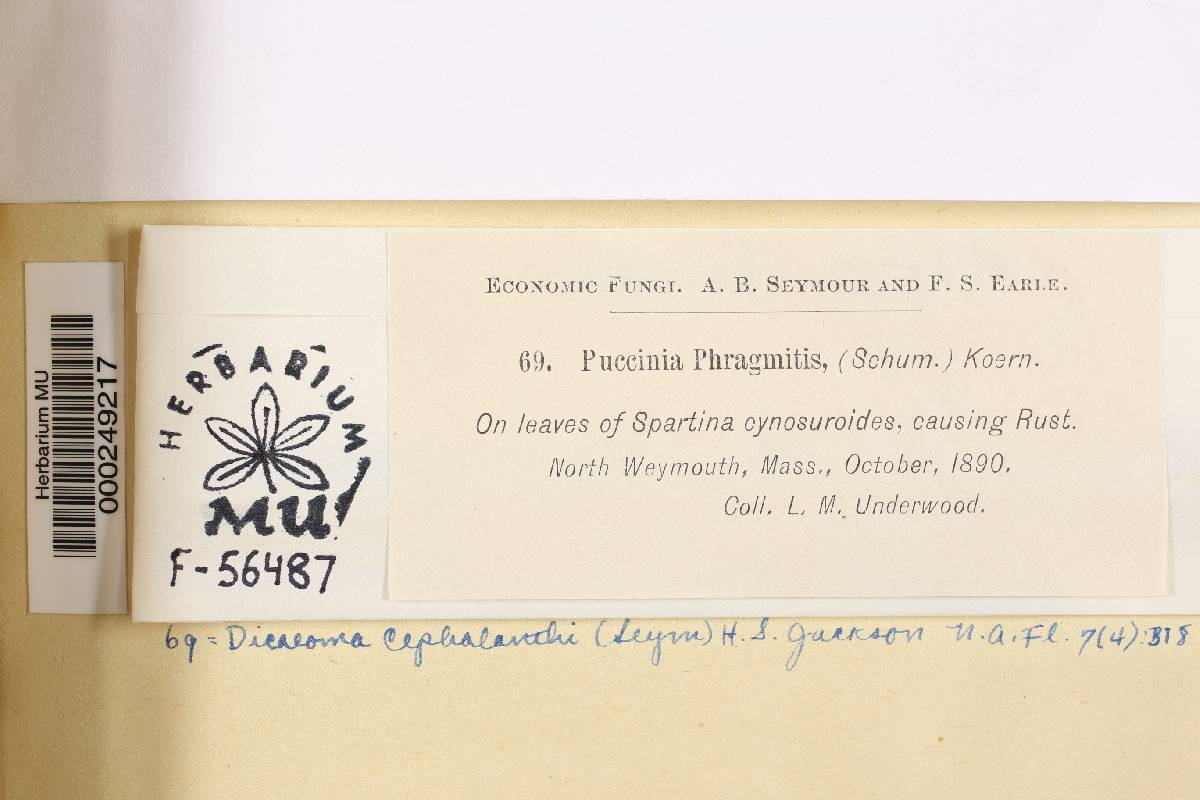 Herbarium MU
000249217
HERBARIUM
MU
F-56487
ECONOMIC FUNGI. A. B. SEYMOUR AND F. S. EARLE.
69. Puccinia Phragmitis, (Schum.) Koern.
On leaves of Spartina cynosuroides, causing Rust.
North Weymouth, Mass., October, 1890.
Coll. L. M. Underwood.
69 = Dicaeoma Cephalanthi (Seym) H. S. Jackson N. A. Fl. 7(4):318